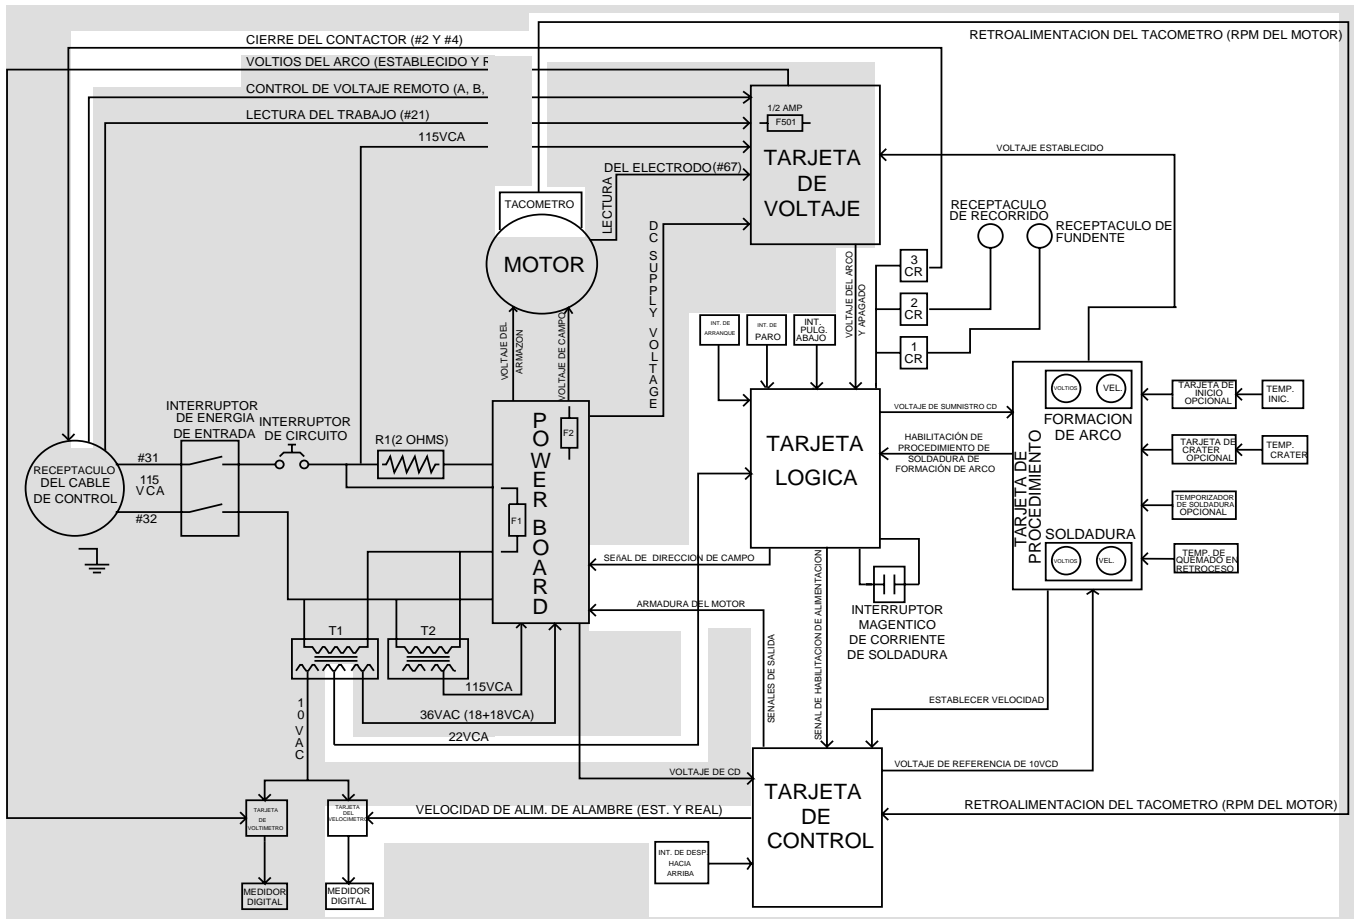 RETROALIMENTACION DEL TACOMETRO (RPM DEL MOTOR)
CIERRE DEL CONTACTOR (#2 Y #4)
VOLTIOS DEL ARCO (ESTABLECIDO Y R
CONTROL DE VOLTAJE REMOTO (A, B,
LECTURA DEL TRABAJO (#21)
115VCA
1/2 AMP
F501
TARJETA
DE
VOLTAJE
VOLTAJE ESTABLECIDO
DEL ELECTRODO(#67)
LECTURA
TACOMETRO
MOTOR
DC SUPPLY VOLTAGE
RECEPTACULO
DE RECORRIDO
RECEPTACULO DE
FUNDENTE
3
CR
2
CR
1
CR
VOLTAJE DEL ARCO
Y APAGADO
INT. DE
ARRANQUE
INT. DE
PARO
INT.
PULG.
ABAJO
VOLTAJE DEL
ARMAZON
VOLTAJE DE CAMPO
INTERRUPTOR
DE ENERGIA
DE ENTRADA
INTERRUPTOR
DE CIRCUITO
R1(2 OHMS)
RECEPTACULO
DEL CABLE
DE CONTROL
#31
115
VCA
#32
POWER BOARD
F2
F1
TARJETA
LOGICA
VOLTAJE DE SUMNISTRO CD
HABILITACIÓN DE
PROCEDIMIENTO DE
SOLDADURA DE
FORMACIÓN DE ARCO
TARJETA DE
PROCEDIMIENTO
VOLTIOS
VEL.
FORMACION
DE ARCO
SOLDADURA
VOLTIOS
VEL.
TARJETA DE
INICIO
OPCIONAL
TEMP.
INIC.
TARJETA DE
CRATER
OPCIONAL
TEMP.
CRATER
TEMPORIZADOR
DE SOLDADURA
OPCIONAL
TEMP. DE
QUEMADO EN
RETROCESO
SEñAL DE DIRECCION DE CAMPO
ARMADURA DEL MOTOR
SENALES DE SALIDA
SENAL DE HABILITACION DE ALIMENTACION
INTERRUPTOR
MAGENTICO
DE CORRIENTE
DE SOLDADURA
T1
T2
115VCA
36VAC (18+18VCA)
22VCA
10 VAC
ESTABLECER VELOCIDAD
VOLTAJE DE REFERENCIA DE 10VCD
VOLTAJE DE CD
TARJETA
DE
CONTROL
RETROALIMENTACION DEL TACOMETRO (RPM DEL MOTOR)
VELOCIDAD DE ALIM. DE ALAMBRE (EST. Y REAL)
TARJETA
DE
VOLTIMETRO
TARJETA
DEL
VELOCIMETRO
INT. DE DESP.
HACIA
ARRIBA
MEDIDOR
DIGITAL
MEDIDOR
DIGITAL